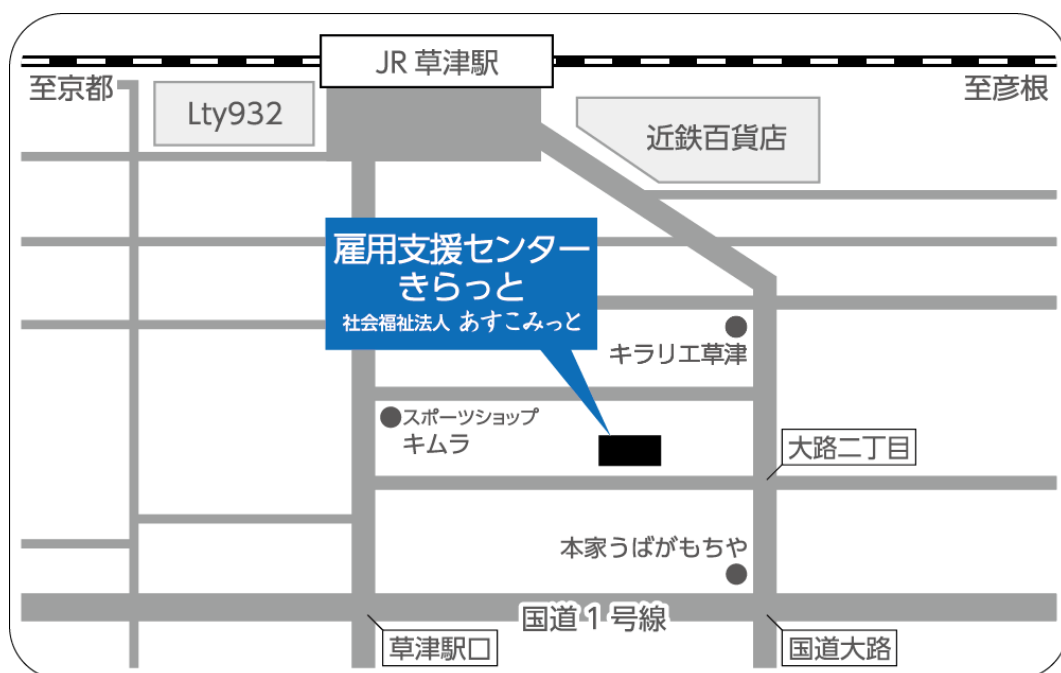 JR 草津駅
至京都
至彦根
Lty932
近鉄百貨店
雇用支援センター
きらっと
社会福祉法人 あすこみっと
キラリエ草津
スポーツショップ
キムラ
大路二丁目
本家うばがもちや
国道1号線
草津駅口
国道大路